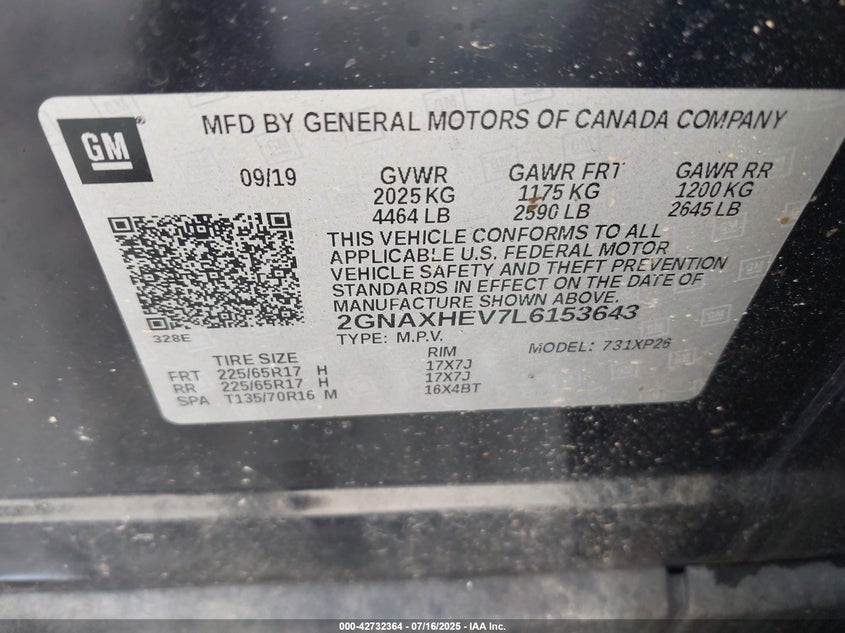 GM
MFD BY GENERAL MOTORS OF CANADA COMPANY
09/19
GVWR GAWR FRT GAWR RR
2025 KG 1175 KG 1200 KG
4464 LB 2590 LB 2645 LB
THIS VEHICLE CONFORMS TO ALL
APPLICABLE U.S. FEDERAL MOTOR
VEHICLE SAFETY AND THEFT PREVENTION
STANDARDS IN EFFECT ON THE DATE OF
MANUFACTURE SHOWN ABOVE.
2GNAXHEV7L6153643
328E
TYPE: M.P.V. MODEL: 731XP26
TIRE SIZE RIM
FRT 225/65R17 H 17X7J
RR 225/65R17 H 17X7J
SPA T135/70R16 M 16X4BT
000-42732364 - 07/16/2025 - IAA Inc.